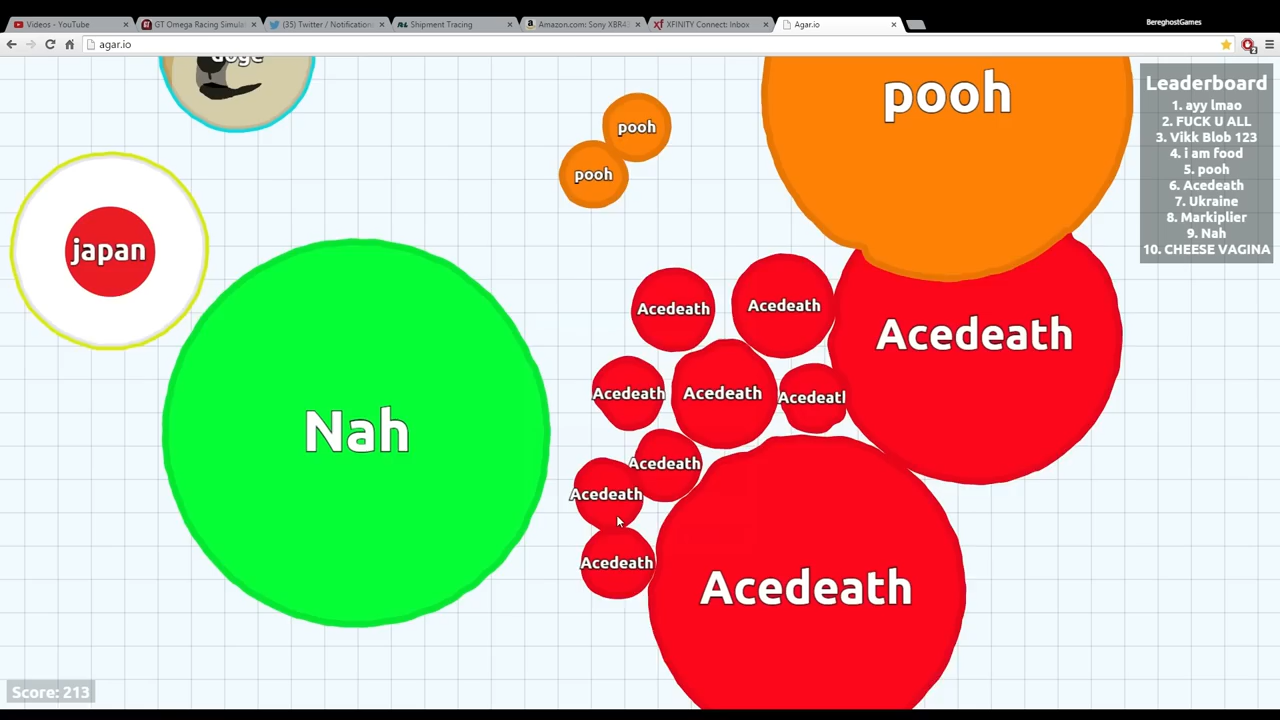 Videos - YouTube
GT Omega Racing Simula
(35) Twitter / Notification
Shipment Tracing
Amazon.com: Sony XBR4
XFINITY Connect: Inbox
Agar.io
BereghostGames
agar.io
doge
pooh
pooh
pooh
japan
Nah
Acedeath
Acedeath
Acedeath
Acedeath
Acedeath
Acedeath
Acedeath
Acedeath
Acedeath
Acedeath
Leaderboard
1. ayy lmao
2. FUCK U ALL
3. Vikk Blob 123
4. i am food
5. pooh
6. Acedeath
7. Ukraine
8. Markiplier
9. Nah
10. CHEESE VAGINA
Score: 213